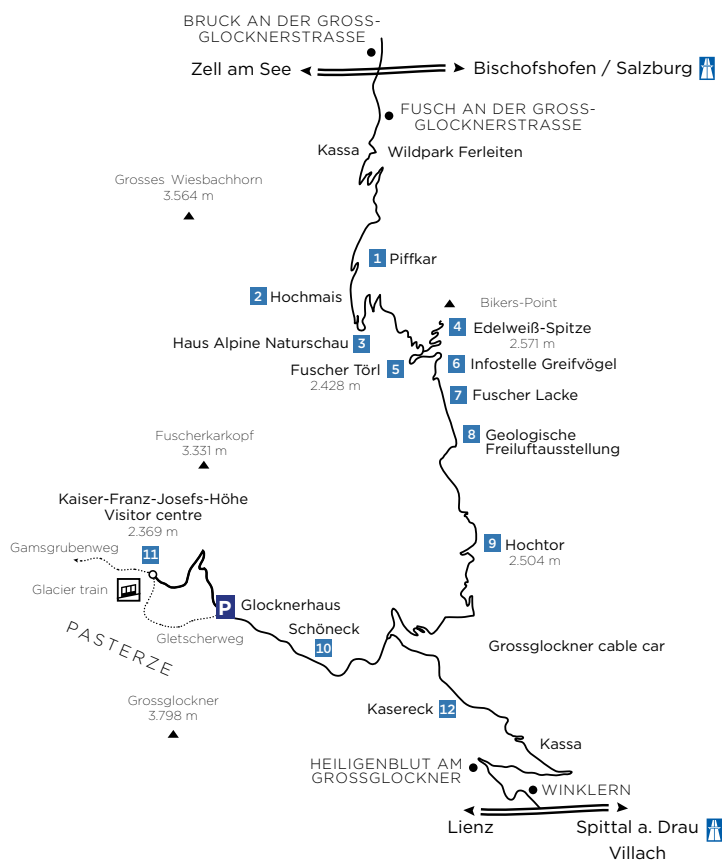 BRUCK AN DER GROSS-
GLOCKNERSTRASSE
Zell am See
Bischofshofen / Salzburg
FUSCH AN DER GROSS-
GLOCKNERSTRASSE
Kassa
Wildpark Ferleiten
Grosses Wiesbachhorn
3.564 m
1 Piffkar
2 Hochmais
Bikers-Point
4 Edelweiß-Spitze
2.571 m
Haus Alpine Naturschau 3
Fuscher Törl 5
2.428 m
6 Infostelle Greifvögel
7 Fuscher Lacke
8 Geologische
Freiluftausstellung
Fuscherkarkopf
3.331 m
Kaiser-Franz-Josefs-Höhe
Visitor centre
2.369 m
11
9 Hochtor
2.504 m
Gamsgrubenweg
Glacier train
P Glocknerhaus
Gletscherweg
PASTERZE
Schöneck
10
Grossglockner cable car
Grossglockner
3.798 m
Kasereck 12
Kassa
HEILIGENBLUT AM
GROSSGLOCKNER
WINKLERN
Lienz
Spittal a. Drau
Villach